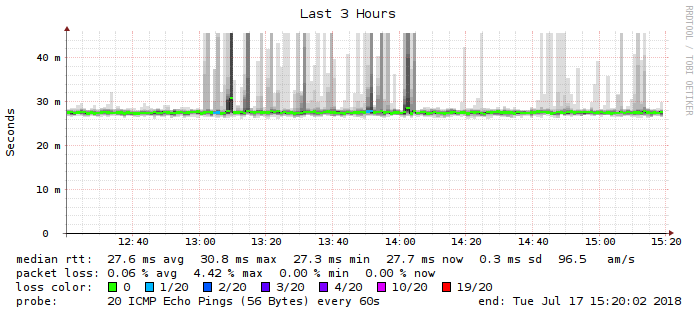 Last 3 Hours
RRDTOOL / TOBI OETIKER
Seconds
40 m
30 m
20 m
10 m
0
12:40 13:00 13:20 13:40 14:00 14:20 14:40 15:00 15:20
median rtt: 27.6 ms avg 30.8 ms max 27.3 ms min 27.7 ms now 0.3 ms sd 96.5 am/s
packet loss: 0.06 % avg 4.42 % max 0.00 % min 0.00 % now
loss color: 0 1/20 2/20 3/20 4/20 10/20 19/20
probe: 20 ICMP Echo Pings (56 Bytes) every 60s end: Tue Jul 17 15:20:02 2018